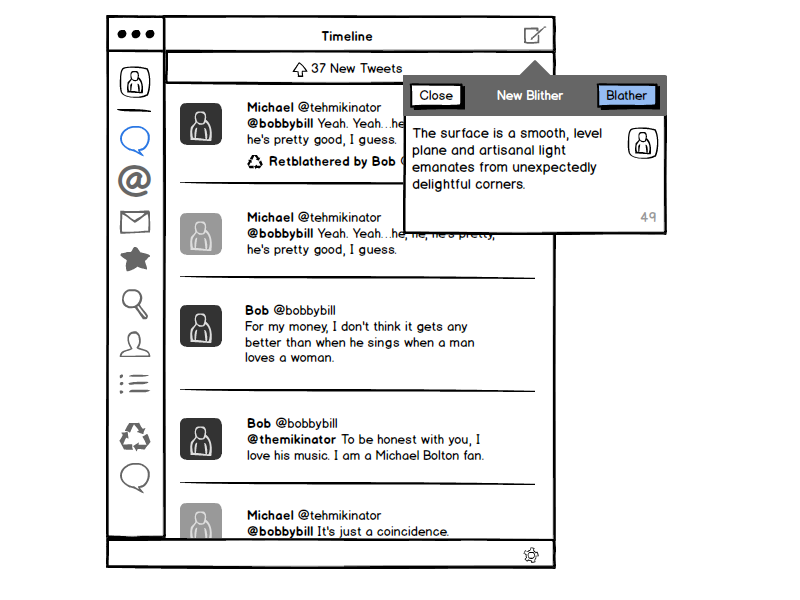 Timeline
37 New Tweets
Close
New Blither
Blather
The surface is a smooth, level
plane and artisanal light
emanates from unexpectedly
delightful corners.
49
Michael @tehmikinator
@bobbybill Yeah. Yeah...he
he's pretty good, I guess.
Retblathered by Bob
Michael @tehmikinator
@bobbybill Yeah. Yeah...he, he, he's pretty,
he's pretty good, I guess.
Bob @bobbybill
For my money, I don't think it gets any
better than when he sings when a man
loves a woman.
Bob @bobbybill
@themikinator To be honest with you, I
love his music. I am a Michael Bolton fan.
Michael @tehmikinator
@bobbybill It's just a coincidence.